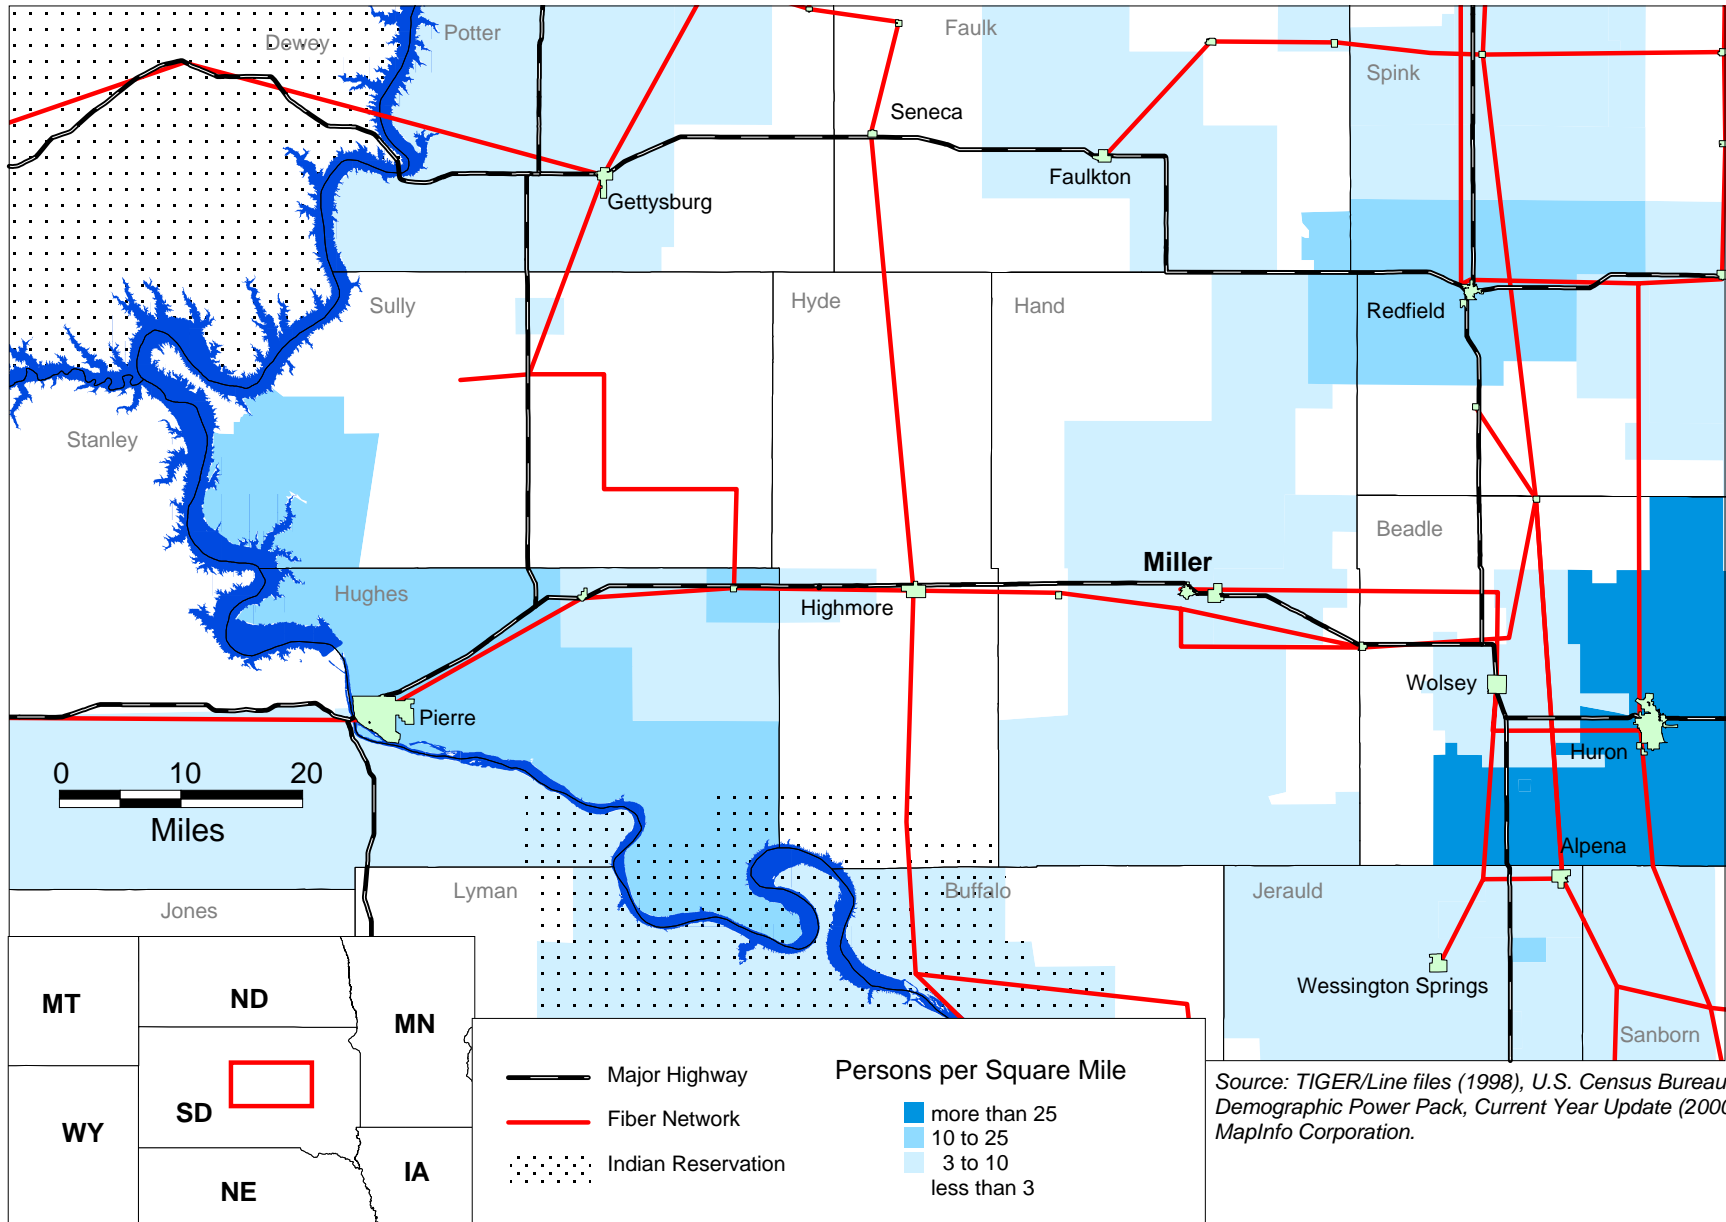 Dewey
Potter
Faulk
Spink
Seneca
Faulkton
Gettysburg
Sully
Hyde
Hand
Redfield
Stanley
Beadle
Miller
Hughes
Highmore
Wolsey
Pierre
Huron
0 10 20
Miles
Alpena
Lyman
Buffalo
Jerauld
Jones
Wessington Springs
Sanborn
MT
ND
MN
SD
WY
IA
NE
Major Highway
Fiber Network
Indian Reservation
Persons per Square Mile
more than 25
10 to 25
3 to 10
less than 3
Source: TIGER/Line files (1998), U.S. Census Bureau
Demographic Power Pack, Current Year Update (2000
MapInfo Corporation.